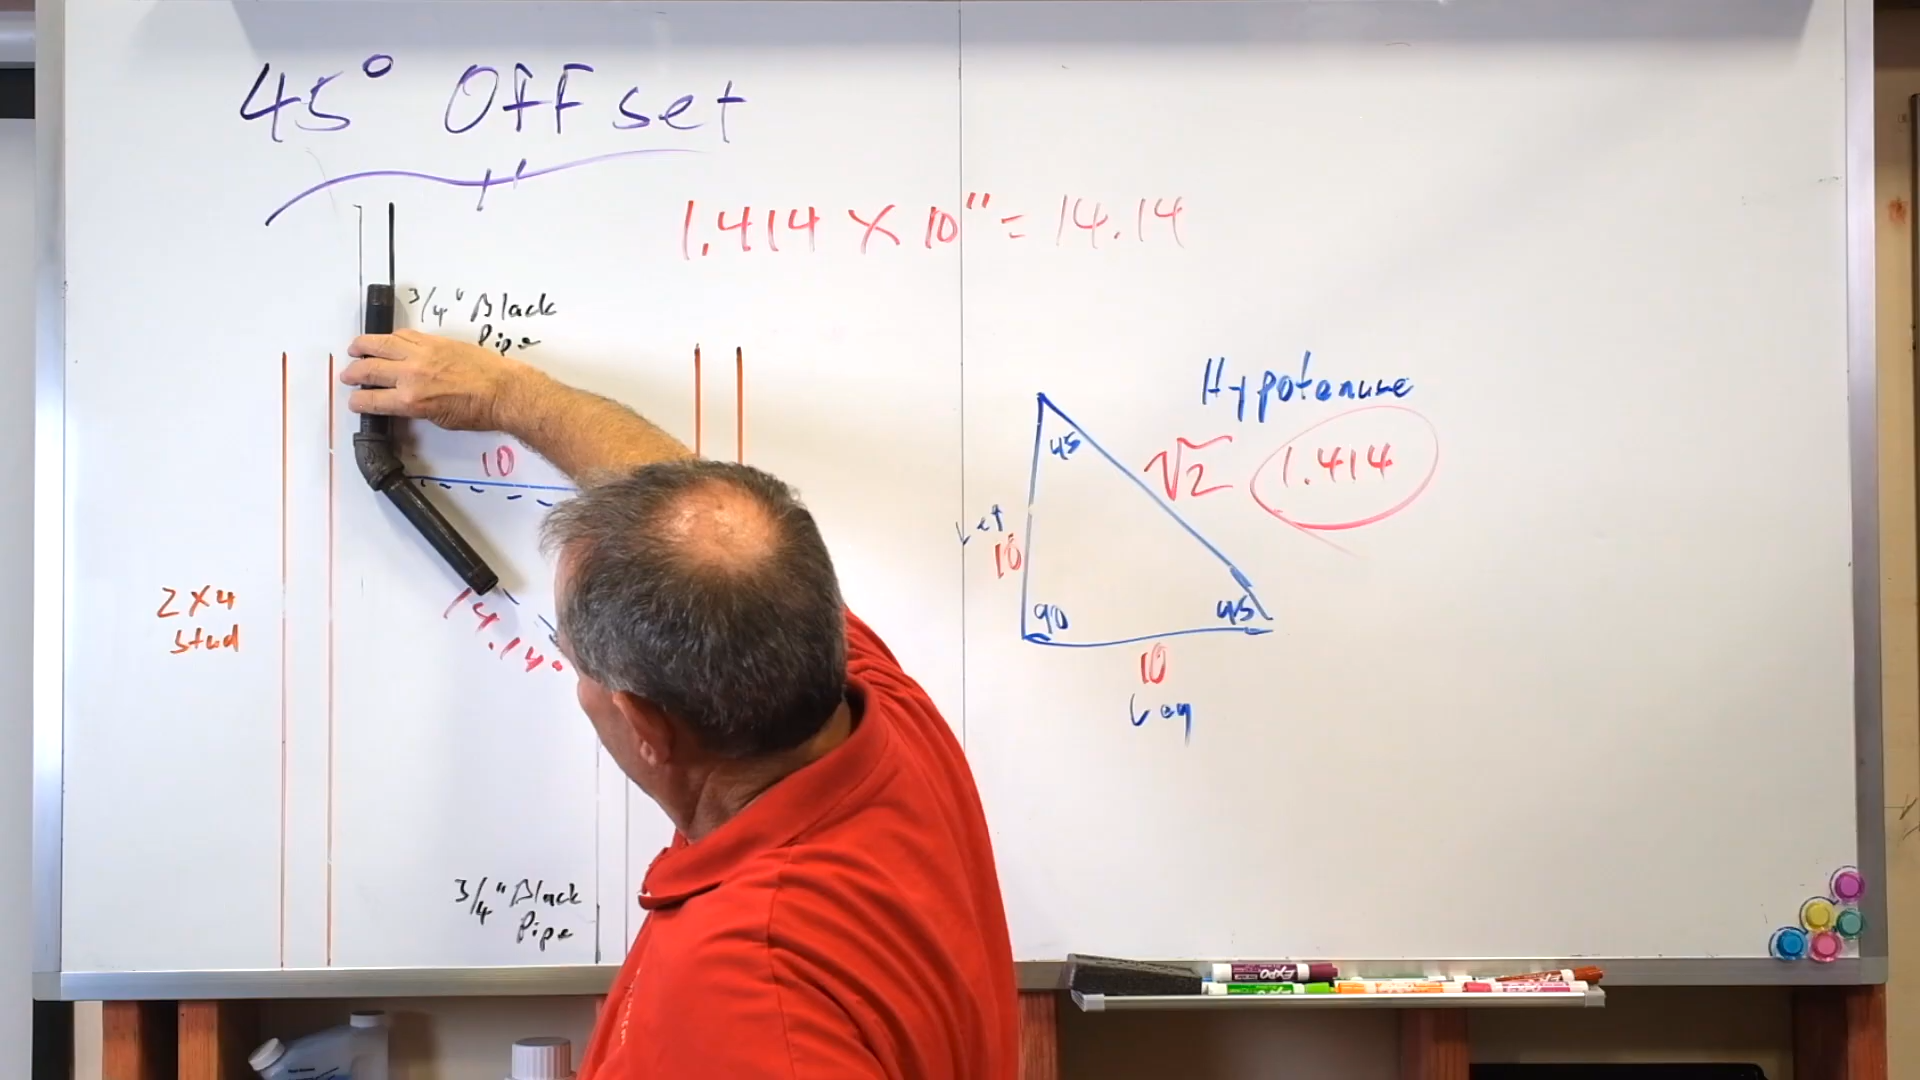 45° Offset
1.414 X 10" = 14.14
3/4" Black
Pipe
10
14.14"
2x4
stud
3/4" Black
Pipe
Hypotenuse
√2 1.414
45
10
90
45
10
Leg
EXPO